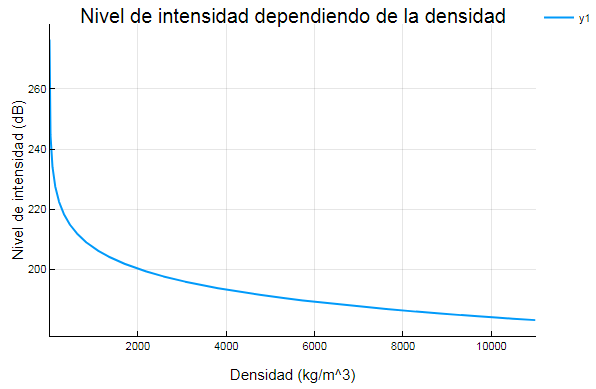 Nivel de intensidad dependiendo de la densidad
y1
Nivel de intensidad (dB)
260
240
220
200
2000 4000 6000 8000 10000
Densidad (kg/m^3)